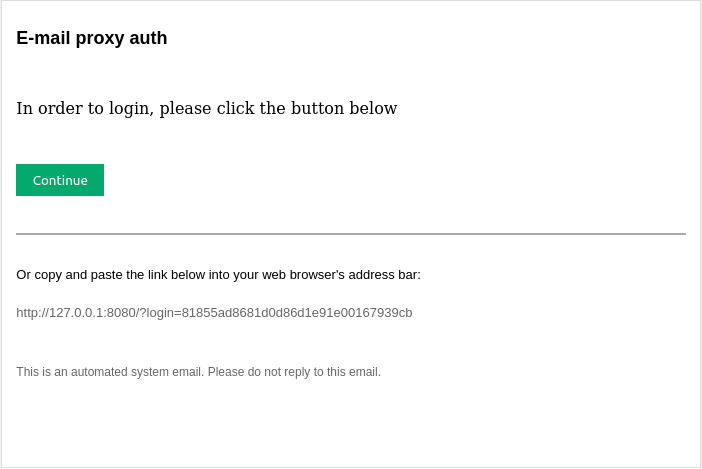 E-mail proxy auth
In order to login, please click the button below
Continue
Or copy and paste the link below into your web browser's address bar:
http://127.0.0.1:8080/?login=81855ad8681d0d86d1e91e00167939cb
This is an automated system email. Please do not reply to this email.